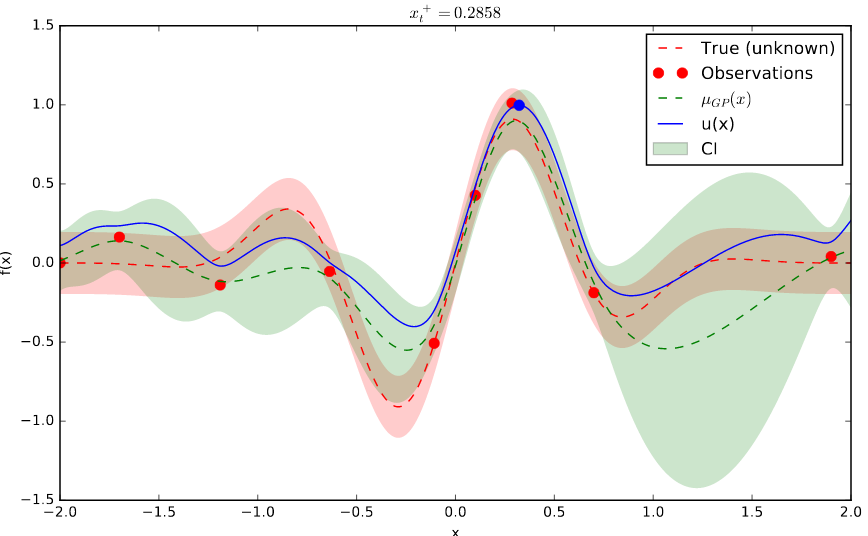 x_t^+ = 0.2858
1.5
1.0
0.5
0.0
−0.5
−1.0
−1.5
f(x)
True (unknown)
Observations
μ_GP(x)
u(x)
CI
−2.0 −1.5 −1.0 −0.5 0.0 0.5 1.0 1.5 2.0
x